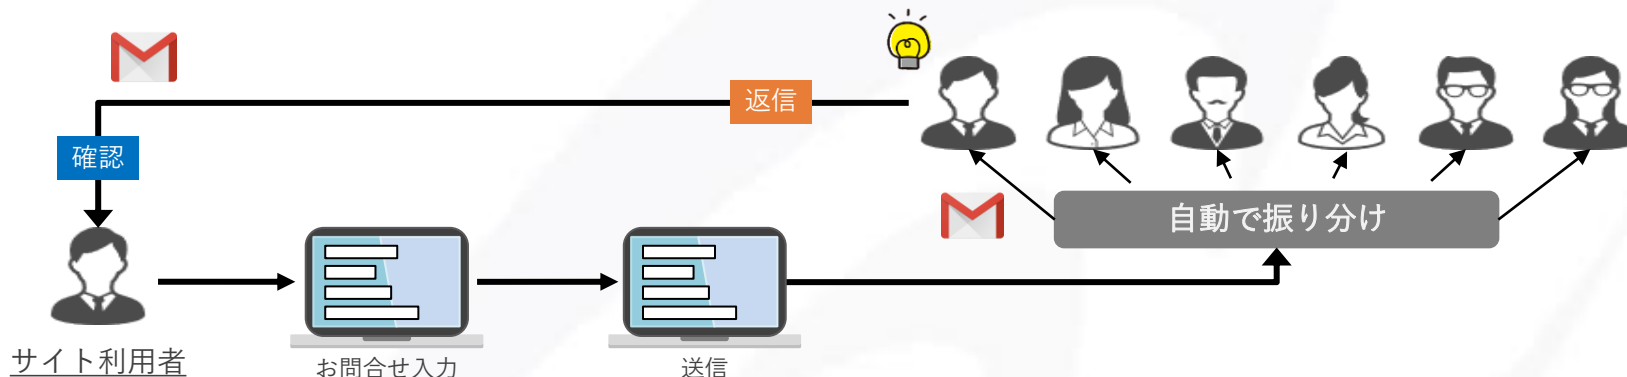 返信
確認
自動で振り分け
サイト利用者
お問合せ入力
送信